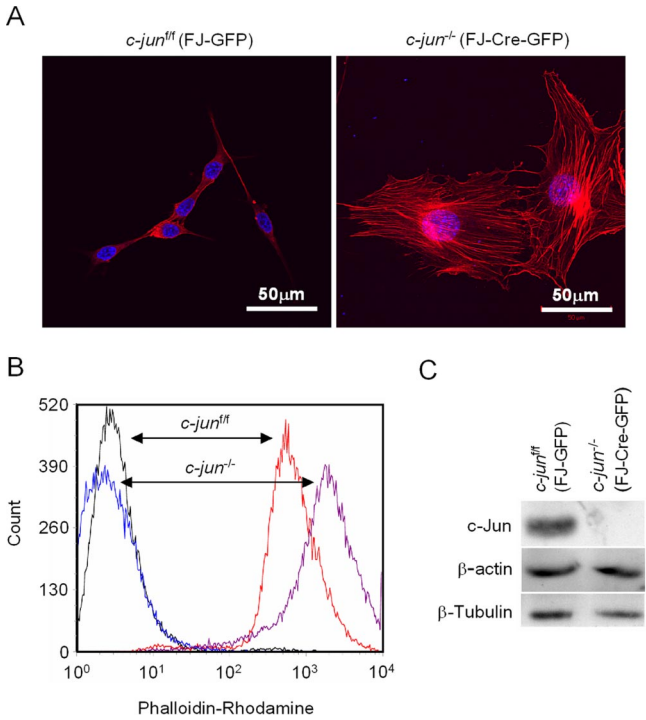 A
c-jun^f/f (FJ-GFP)
c-jun^-/- (FJ-Cre-GFP)
50μm
50μm
50μm
B
520
390
260
130
0
Count
c-jun^f/f
c-jun^-/-
10^0
10^1
10^2
10^3
10^4
Phalloidin-Rhodamine
C
c-jun^f/f
(FJ-GFP)
c-jun^-/-
(FJ-Cre-GFP)
c-Jun
β-actin
β-Tubulin